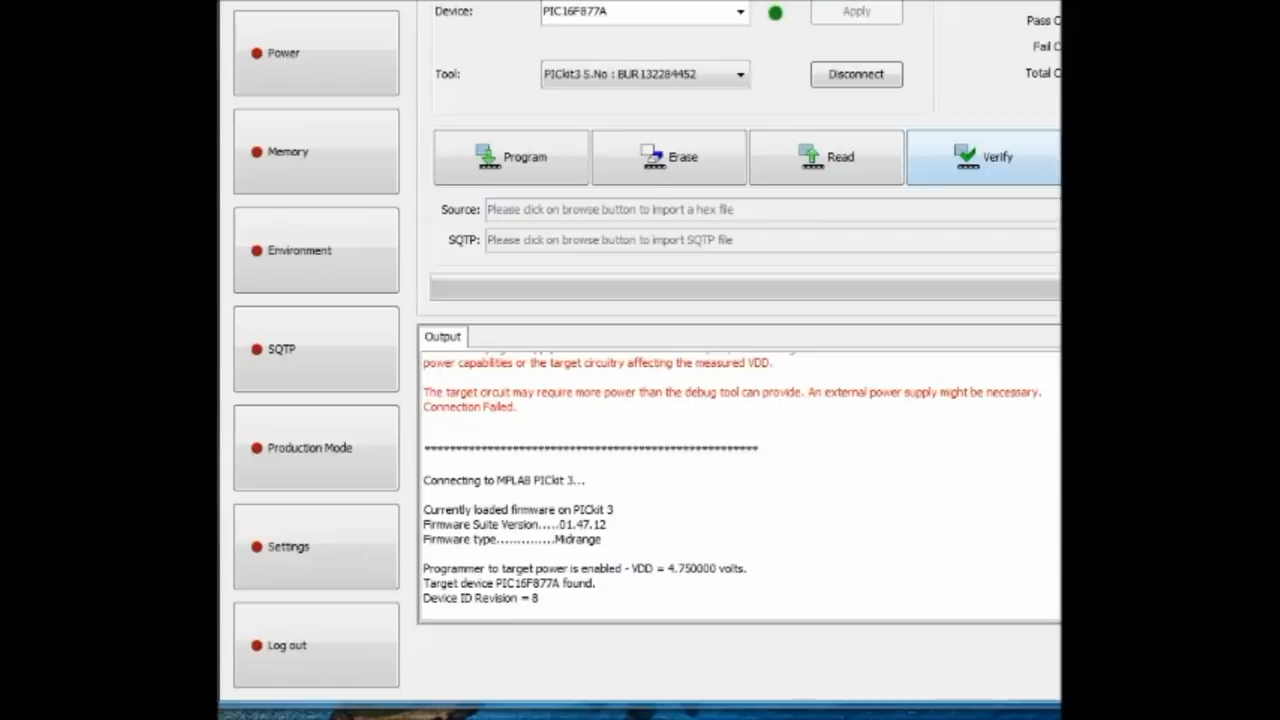 Device:
PIC16F877A
Apply
Pass C
Fail C
Total C
Tool:
PICkit3 S.No : BUR132284452
Disconnect
Power
Memory
Environment
SQTP
Production Mode
Settings
Log out
Program
Erase
Read
Verify
Source:
Please click on browse button to import a hex file
SQTP:
Please click on browse button to import SQTP file
Output
power capabilities or the target circuitry affecting the measured VDD.
The target circuit may require more power than the debug tool can provide. An external power supply might be necessary.
Connection Failed.
*****************************************************
Connecting to MPLAB PICkit 3...
Currently loaded firmware on PICkit 3
Firmware Suite Version.....01.47.12
Firmware type..............Midrange
Programmer to target power is enabled - VDD = 4.750000 volts.
Target device PIC16F877A found.
Device ID Revision = 8